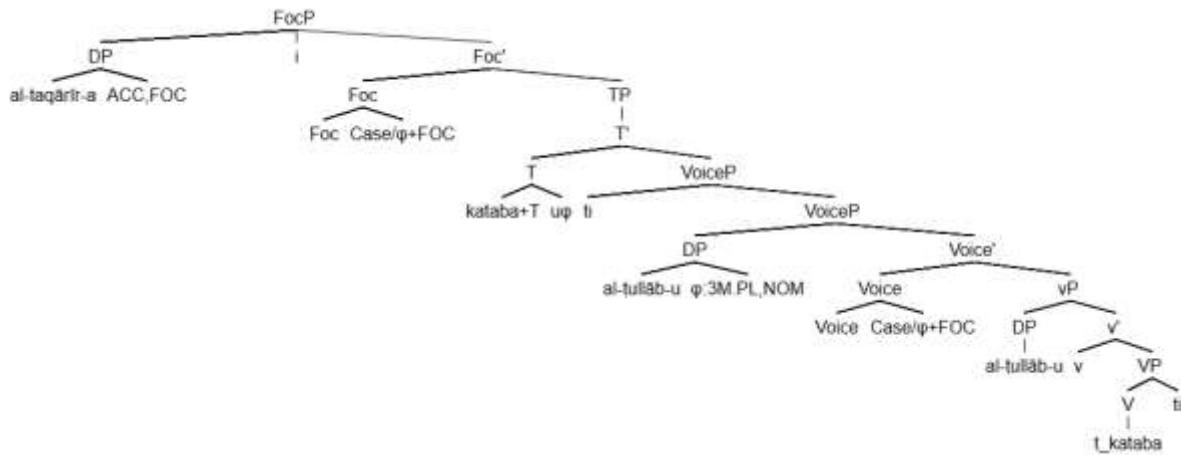 FocP
DP i Foc'
al-taqārīr-a ACC,FOC Foc TP
Foc Case/φ+FOC T'
T VoiceP
kataba+T uφ ti VoiceP
DP Voice'
al-ṭullāb-u φ:3M.PL,NOM Voice vP
Voice Case/φ+FOC DP v'
al-ṭullāb-u v VP
V ti
t_kataba